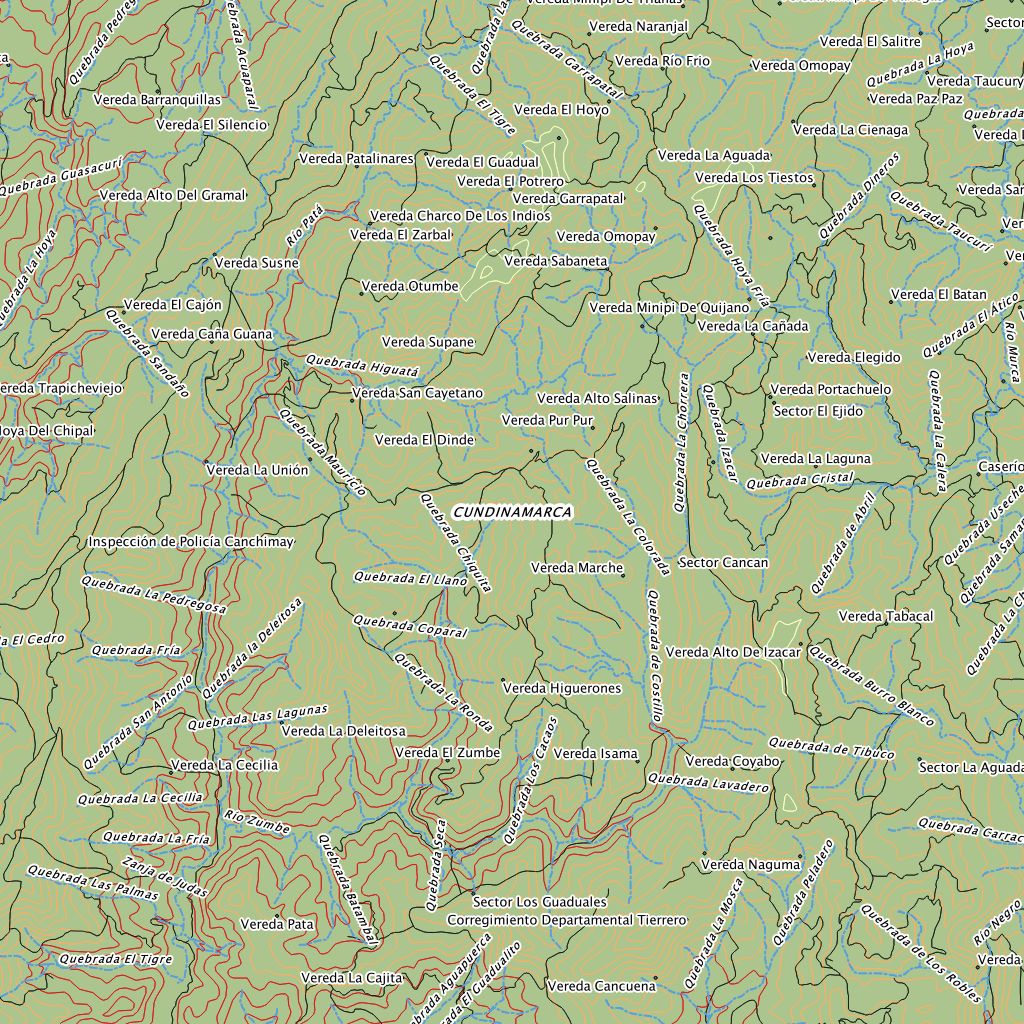 Vereda Minipi De Trianas
Vereda Naranjal
Sector
Quebrada Acuaparal
Quebrada Garrapatal
Vereda El Salitre
Quebrada La Hoya
Vereda Río Frio
Vereda Omopay
Quebrada El Tigre
Vereda Taucury
Vereda Barranquillas
Vereda Paz Paz
Vereda El Hoyo
Vereda El Silencio
Vereda La Cienaga
Vereda Patalinares
Vereda El Guadual
Vereda La Aguada
Quebrada Guasacurí
Vereda El Potrero
Vereda Los Tiestos
Quebrada Dineros
Vereda Alto Del Gramal
Vereda Garrapatal
Vereda Charco De Los Indios
Río Patá
Quebrada Taucurí
Vereda El Zarbal
Vereda Omopay
Quebrada La Hoya
Vereda Susne
Vereda Sabaneta
Quebrada Hoya Fría
Vereda Otumbe
Vereda El Batan
Vereda El Cajón
Vereda Minipi De Quijano
Vereda La Cañada
Quebrada El Ático
Vereda Caña Guana
Vereda Supane
Quebrada Sandaño
Río Murca
Vereda Elegido
Quebrada Higuatá
Vereda San Cayetano
Vereda Alto Salinas
Vereda Portachuelo
Sector El Ejido
Quebrada La Chorrera
Quebrada Izacar
Quebrada La Calera
Vereda Pur Pur
Vereda El Dinde
Quebrada Mauricio
Vereda La Unión
Vereda La Laguna
Quebrada Cristal
Quebrada La Colorada
CUNDINAMARCA
Quebrada Chiquita
Inspección de Policía Canchimay
Quebrada de Abril
Quebrada Useche
Vereda Marche
Sector Cancan
Quebrada El Llano
Quebrada La Pedregosa
Quebrada Coparal
Vereda Tabacal
Quebrada la Deleitosa
Quebrada Fría
Quebrada de Costillo
Vereda Alto De Izacar
Quebrada La Ronda
Quebrada Burro Blanco
Vereda Higuerones
Quebrada San Antonio
Quebrada Las Lagunas
Vereda La Deleitosa
Vereda El Zumbe
Vereda Isama
Quebrada Los Cacaos
Quebrada de Tibuco
Vereda Coyabo
Vereda La Cecilia
Quebrada Lavadero
Quebrada La Cecilia
Río Zumbe
Quebrada La Fría
Quebrada Seca
Zanja de Judas
Quebrada Las Palmas
Quebrada Batambal
Vereda Naguma
Quebrada Peladero
Sector Los Guaduales
Corregimiento Departamental Tierrero
Vereda Pata
Quebrada La Mosca
Quebrada de Los Robles
Río Negro
Quebrada El Tigre
Vereda La Cajita
Vereda Cancuena
Vereda